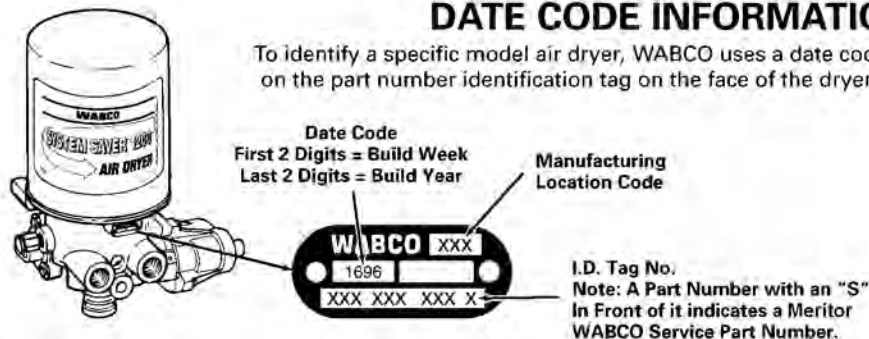 DATE CODE INFORMATIO
To identify a specific model air dryer, WABCO uses a date cod
on the part number identification tag on the face of the dryer
WABCO
SYSTEM SAVER 1200
AIR DRYER
Date Code
First 2 Digits = Build Week
Last 2 Digits = Build Year
Manufacturing
Location Code
WABCO XXX
1696
XXX XXX XXX X
I.D. Tag No.
Note: A Part Number with an "S"
In Front of it indicates a Meritor
WABCO Service Part Number.